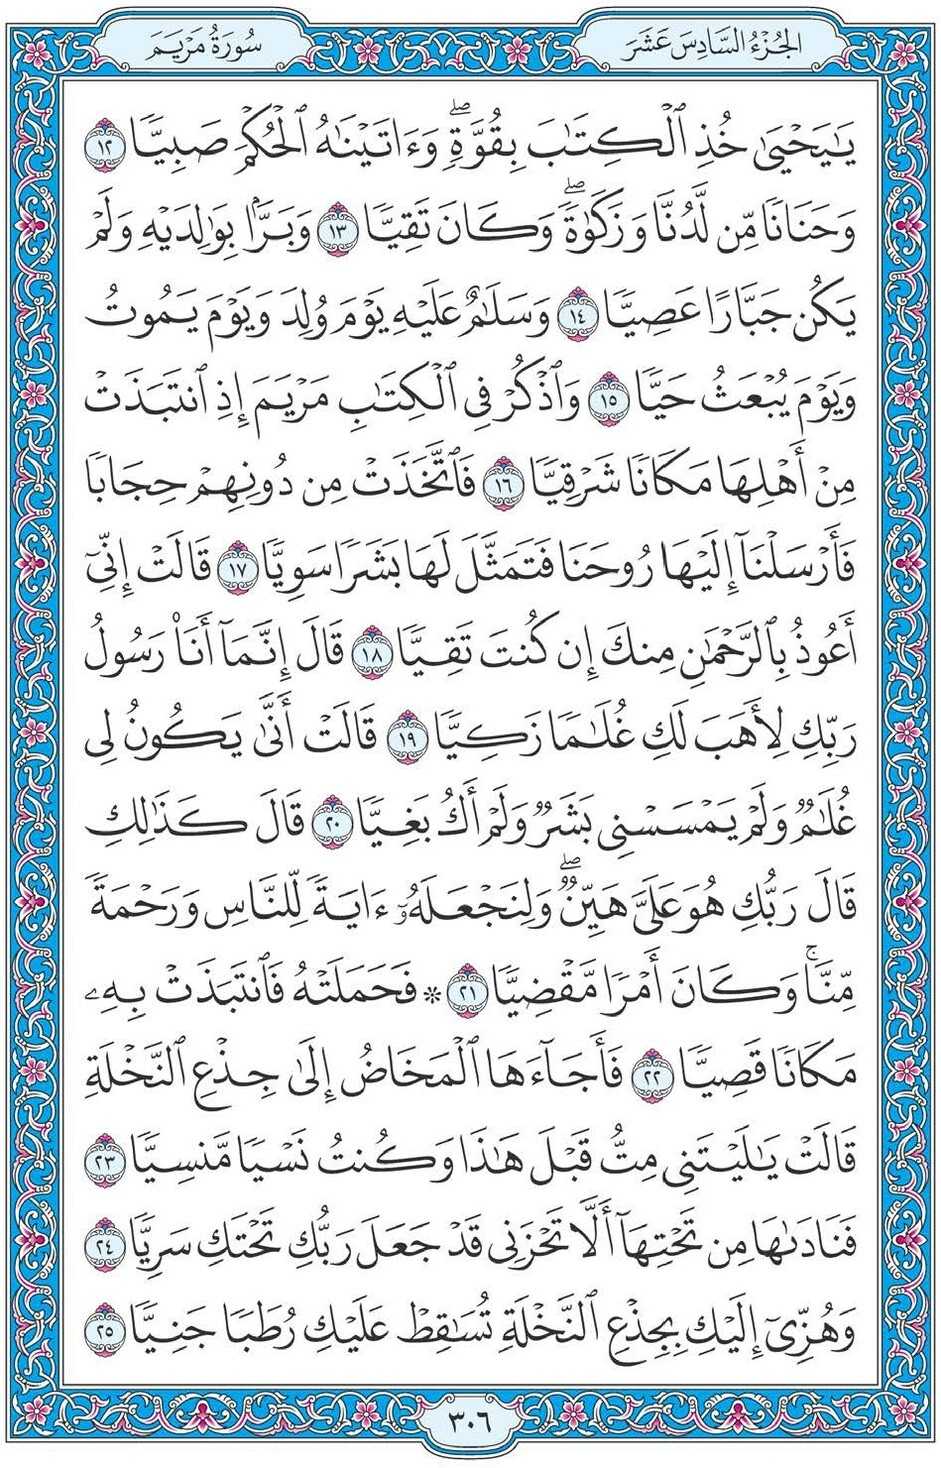 سُورَةُ مَرْيَمَ
الجُزْءُ السَّادِسَ عَشَرَ
يَٰيَحْيَىٰ خُذِ ٱلْكِتَٰبَ بِقُوَّةٖۖ وَءَاتَيْنَٰهُ ٱلْحُكْمَ صَبِيّٗا ١٢
وَحَنَانٗا مِّن لَّدُنَّا وَزَكَوٰةٗۖ وَكَانَ تَقِيّٗا ١٣ وَبَرَّۢا بِوَٰلِدَيْهِ وَلَمْ
يَكُن جَبَّارًا عَصِيّٗا ١٤ وَسَلَٰمٌ عَلَيْهِ يَوْمَ وُلِدَ وَيَوْمَ يَمُوتُ
وَيَوْمَ يُبْعَثُ حَيّٗا ١٥ وَٱذْكُرْ فِي ٱلْكِتَٰبِ مَرْيَمَ إِذِ ٱنتَبَذَتْ
مِنْ أَهْلِهَا مَكَانٗا شَرْقِيّٗا ١٦ فَٱتَّخَذَتْ مِن دُونِهِمْ حِجَابٗا
فَأَرْسَلْنَآ إِلَيْهَا رُوحَنَا فَتَمَثَّلَ لَهَا بَشَرٗا سَوِيّٗا ١٧ قَالَتْ إِنِّيٓ
أَعُوذُ بِٱلرَّحْمَٰنِ مِنكَ إِن كُنتَ تَقِيّٗا ١٨ قَالَ إِنَّمَآ أَنَا۠ رَسُولُ
رَبِّكِ لِأَهَبَ لَكِ غُلَٰمٗا زَكِيّٗا ١٩ قَالَتْ أَنَّىٰ يَكُونُ لِي
غُلَٰمٞ وَلَمْ يَمْسَسْنِي بَشَرٞ وَلَمْ أَكُ بَغِيّٗا ٢٠ قَالَ كَذَٰلِكِ
قَالَ رَبُّكِ هُوَ عَلَيَّ هَيِّنٞۖ وَلِنَجْعَلَهُۥٓ ءَايَةٗ لِّلنَّاسِ وَرَحْمَةٗ
مِّنَّاۚ وَكَانَ أَمْرٗا مَّقْضِيّٗا ٢١ * فَحَمَلَتْهُ فَٱنتَبَذَتْ بِهِۦ
مَكَانٗا قَصِيّٗا ٢٢ فَأَجَآءَهَا ٱلْمَخَاضُ إِلَىٰ جِذْعِ ٱلنَّخْلَةِ
قَالَتْ يَٰلَيْتَنِي مِتُّ قَبْلَ هَٰذَا وَكُنتُ نَسْيٗا مَّنسِيّٗا ٢٣
فَنَادَىٰهَا مِن تَحْتِهَآ أَلَّا تَحْزَنِي قَدْ جَعَلَ رَبُّكِ تَحْتَكِ سَرِيّٗا ٢٤
وَهُزِّيٓ إِلَيْكِ بِجِذْعِ ٱلنَّخْلَةِ تُسَٰقِطْ عَلَيْكِ رُطَبٗا جَنِيّٗا ٢٥
٣٠٦